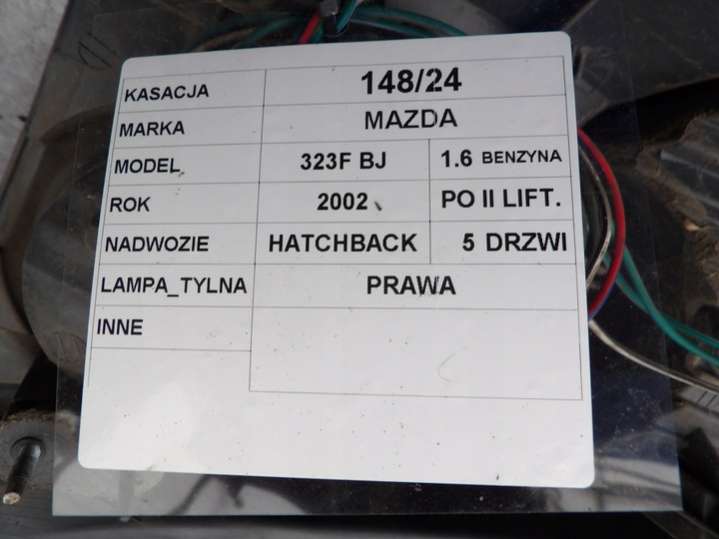 KASACJA 148/24
MARKA MAZDA
MODEL 323F BJ 1.6 BENZYNA
ROK 2002 PO II LIFT.
NADWOZIE HATCHBACK 5 DRZWI
LAMPA_TYLNA PRAWA
INNE